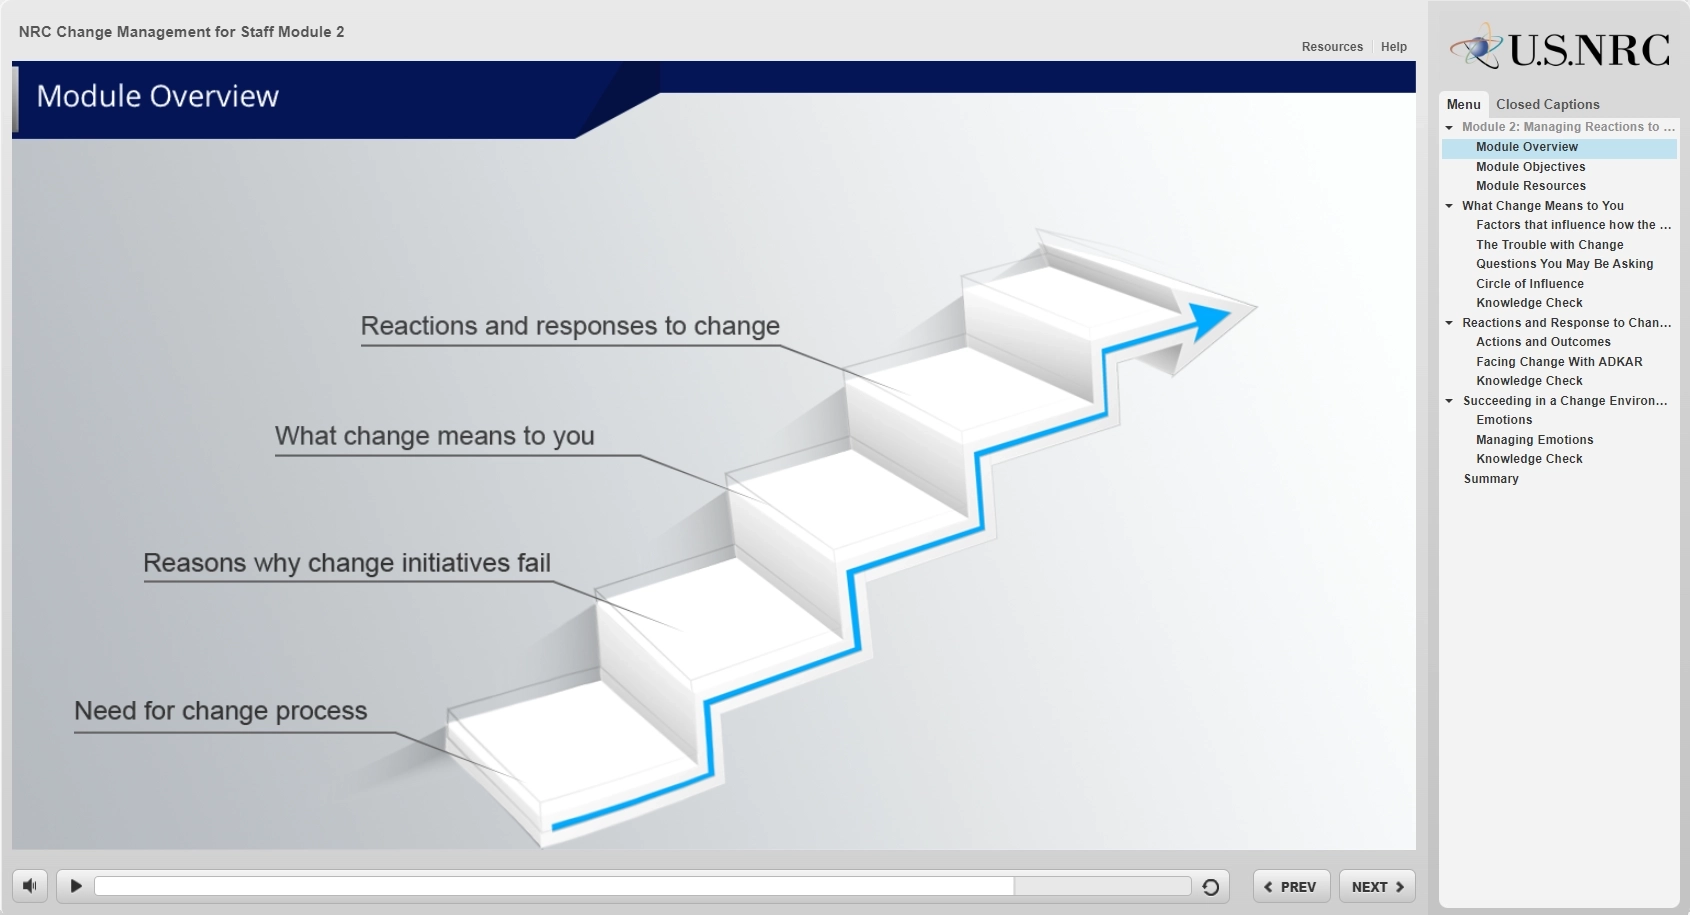 NRC Change Management for Staff Module 2
Resources
Help
U.S.NRC
Module Overview
Menu
Closed Captions
Module 2: Managing Reactions to ...
Module Overview
Module Objectives
Module Resources
What Change Means to You
Factors that influence how the ...
The Trouble with Change
Questions You May Be Asking
Circle of Influence
Knowledge Check
Reactions and Response to Chan...
Actions and Outcomes
Facing Change With ADKAR
Knowledge Check
Succeeding in a Change Environ...
Emotions
Managing Emotions
Knowledge Check
Summary
Reactions and responses to change
What change means to you
Reasons why change initiatives fail
Need for change process
PREV
NEXT